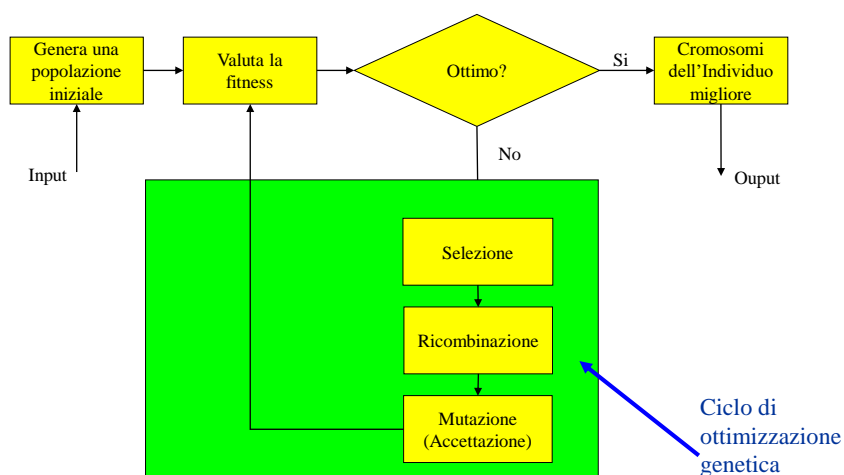 Genera una
popolazione
iniziale
Valuta la
fitness
Ottimo?
Si
Cromosomi
dell'Individuo
migliore
Input
No
Ouput
Selezione
Ricombinazione
Mutazione
(Accettazione)
Ciclo di
ottimizzazione
genetica